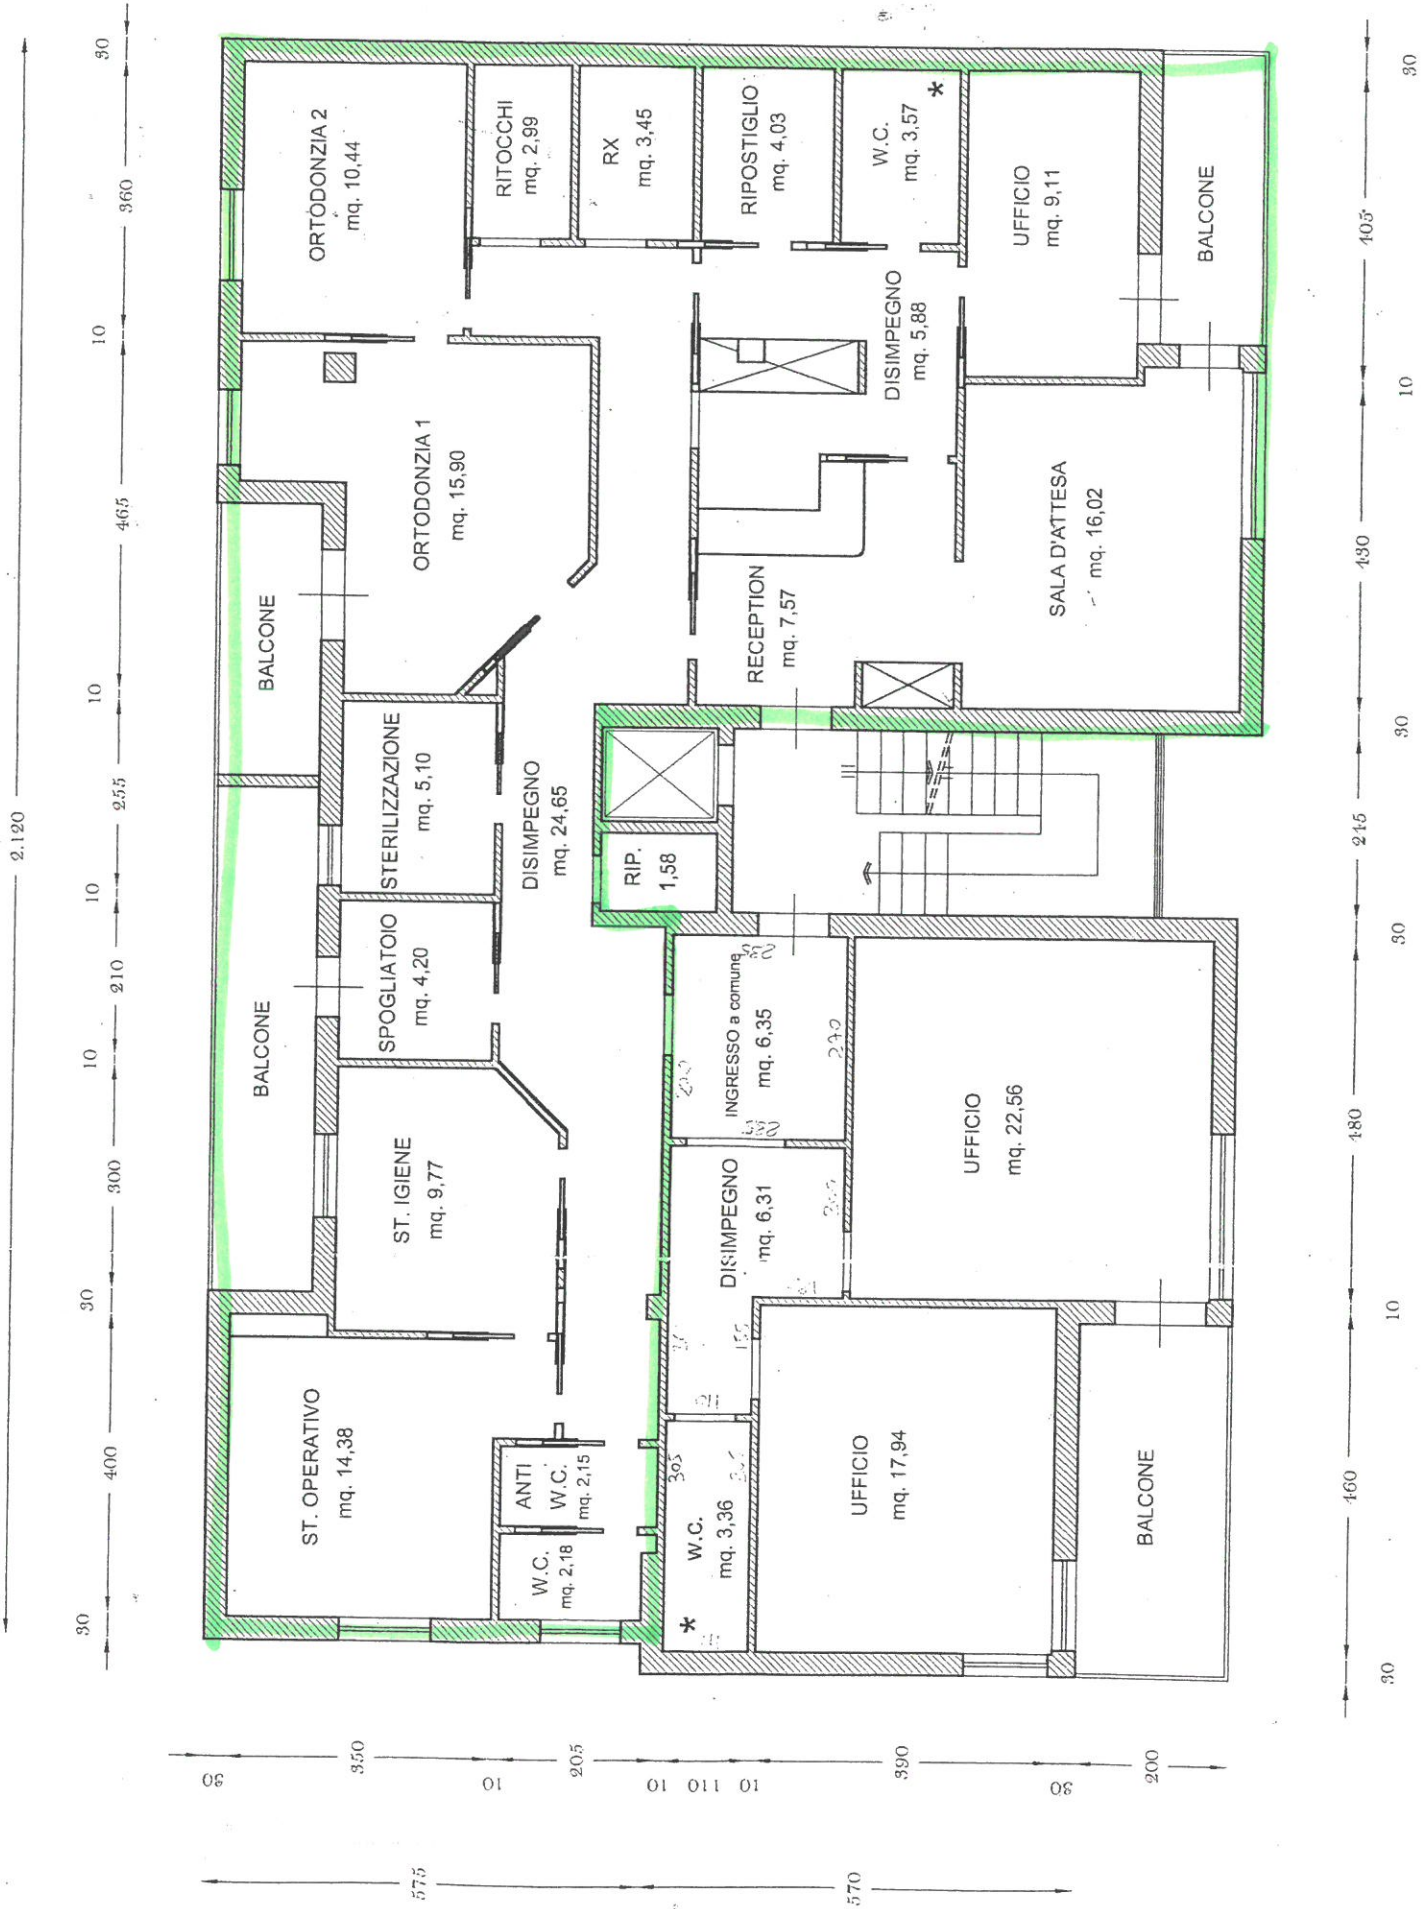 ORTODONZIA 2
mq. 10,44
RITOCCHI
mq. 2,99
RX
mq. 3,45
RIPOSTIGLIO
mq. 4,03
W.C.
mq. 3,57
*
UFFICIO
mq. 9,11
BALCONE
ORTODONZIA 1
mq. 15,90
DISIMPEGNO
mq. 5,88
SALA D'ATTESA
mq. 16,02
RECEPTION
mq. 7,57
BALCONE
STERILIZZAZIONE
mq. 5,10
DISIMPEGNO
mq. 24,65
RIP.
1,58
SPOGLIATOIO
mq. 4,20
BALCONE
INGRESSO a comune
mq. 6,35
270
UFFICIO
mq. 22,56
ST. IGIENE
mq. 9,77
DISIMPEGNO
mq. 6,31
ST. OPERATIVO
mq. 14,38
ANTI
W.C.
mq. 2,15
W.C.
mq. 2,18
305
W.C.
mq. 3,36
*
UFFICIO
mq. 17,94
BALCONE
2.120
30
360
10
465
10
255
10
210
10
300
30
400
30
30
405
10
430
30
245
30
480
10
460
30
30
350
10
205
10
110
10
390
30
200
575
570